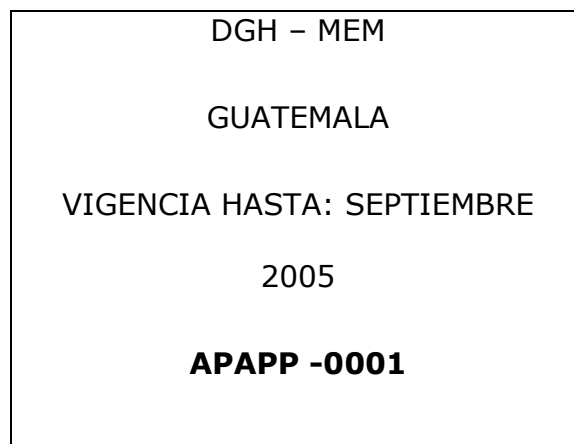 DGH – MEM
GUATEMALA
VIGENCIA HASTA: SEPTIEMBRE
2005
APAPP -0001